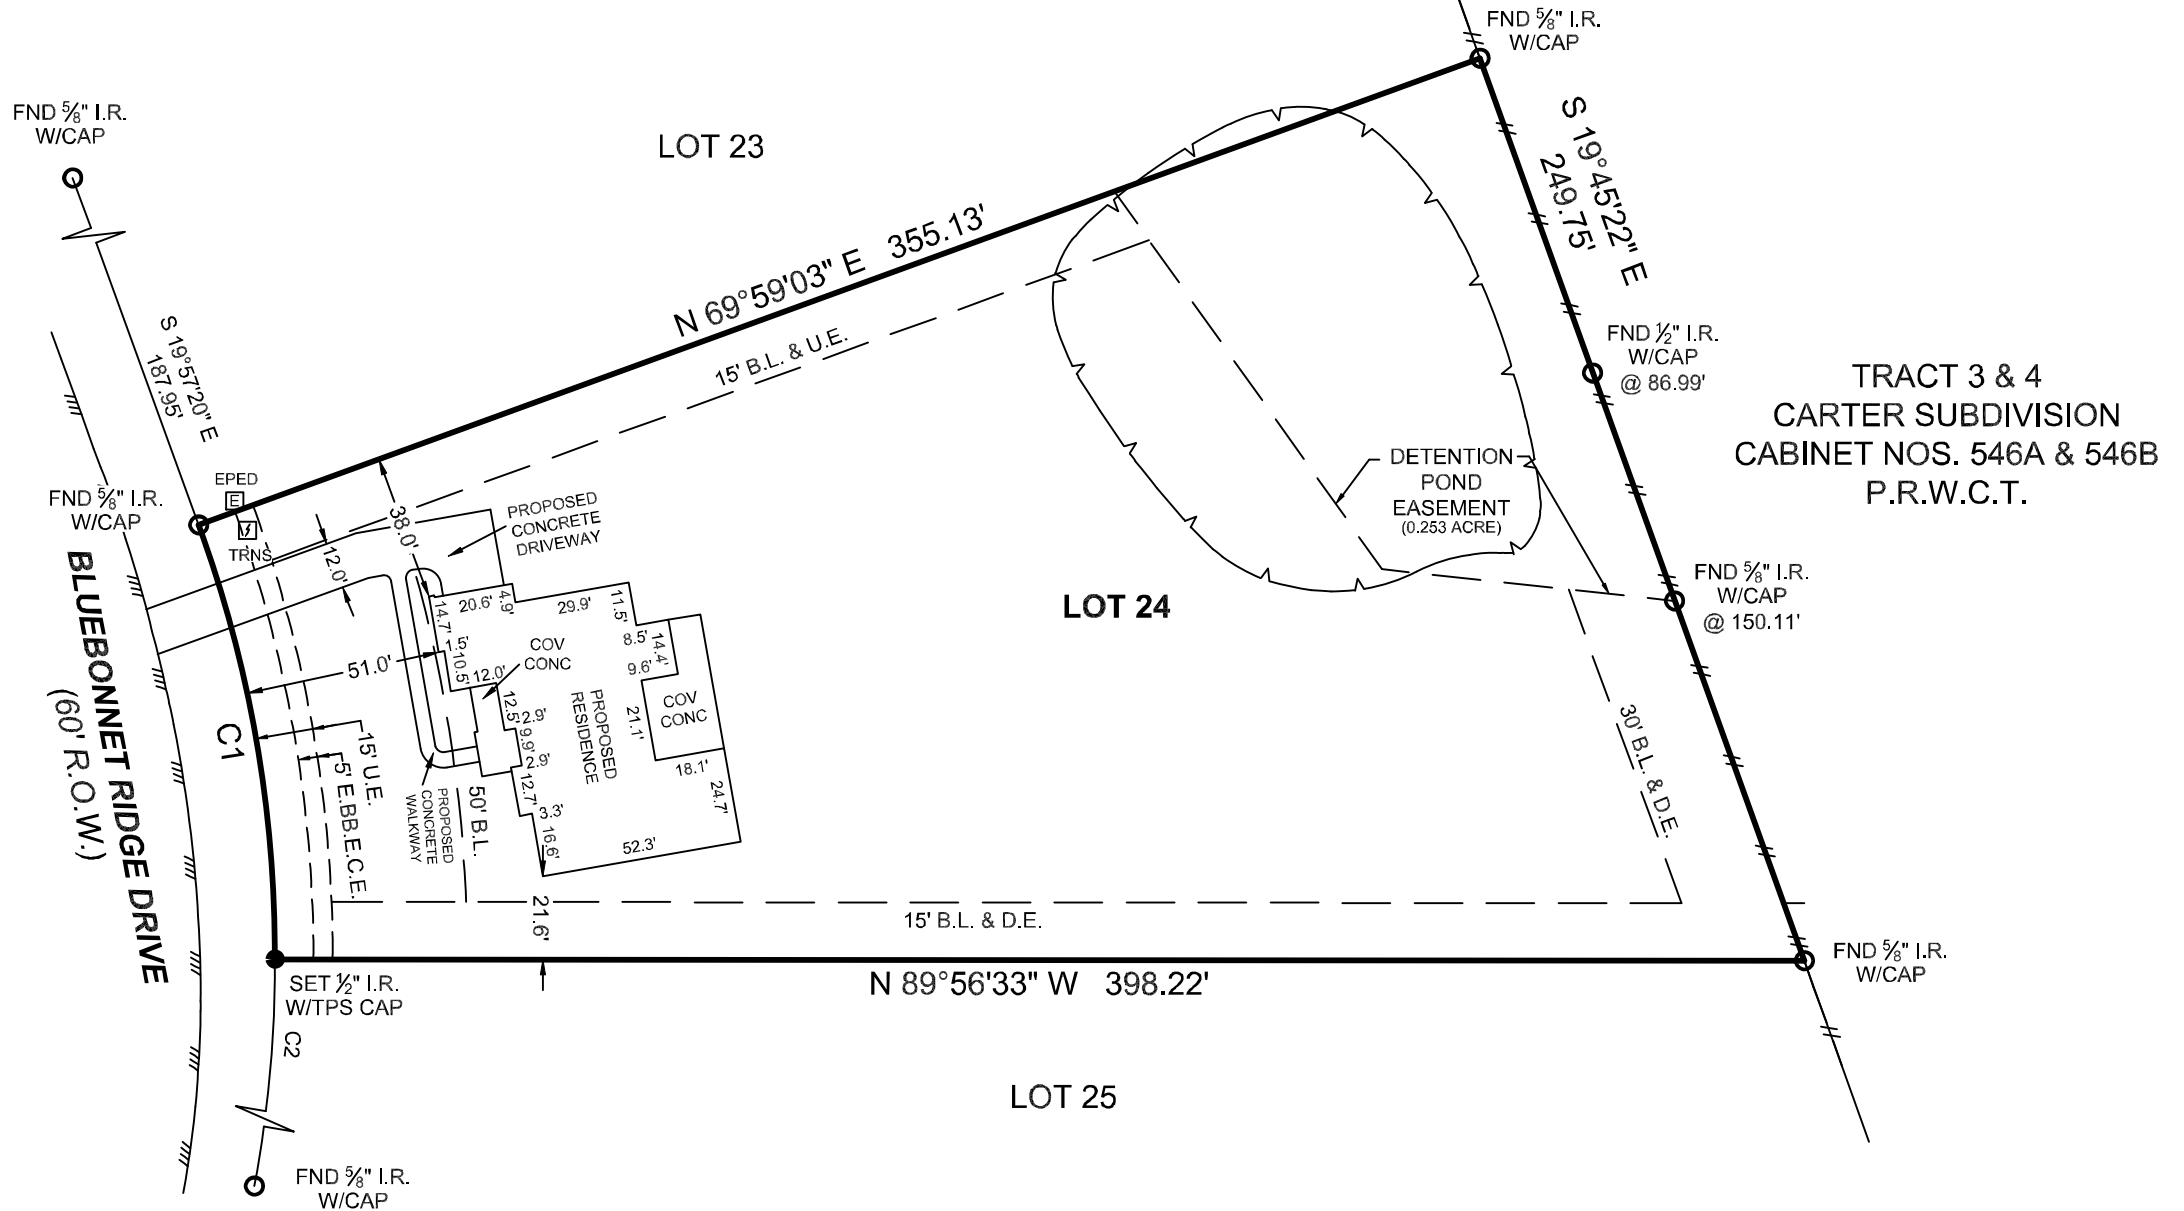 FND 5⁄8" I.R.
W/CAP
FND 5⁄8" I.R.
W/CAP
LOT 23
S 19°45'22" E
249.75'
N 69°59'03" E 355.13'
15' B.L. & U.E.
S 19°57'20" E
187.95'
FND 1⁄2" I.R.
W/CAP
@ 86.99'
TRACT 3 & 4
CARTER SUBDIVISION
CABINET NOS. 546A & 546B
P.R.W.C.T.
EPED
E
TRNS
FND 5⁄8" I.R.
W/CAP
DETENTION
POND
EASEMENT
(0.253 ACRE)
PROPOSED
CONCRETE
DRIVEWAY
38.0'
12.0'
FND 5⁄8" I.R.
W/CAP
@ 150.11'
LOT 24
20.6'
4.9'
29.9'
11.5'
14.7'
8.5'
14.4'
1.5'
10.5'
12.0'
COV
CONC
9.6'
51.0'
COV
CONC
12.5'
2.9'
9.9'
2.9'
12.7'
3.3'
16.6'
PROPOSED
RESIDENCE
21.1'
18.1'
24.7'
52.3'
BLUEBONNET RIDGE DRIVE
(60' R.O.W.)
C1
15' U.E.
5' E.BB.E.C.E.
PROPOSED
CONCRETE
WALKWAY
50' B.L.
30' B.L. & D.E.
21.6'
15' B.L. & D.E.
N 89°56'33" W 398.22'
FND 5⁄8" I.R.
W/CAP
SET 1⁄2" I.R.
W/TPS CAP
C2
LOT 25
FND 5⁄8" I.R.
W/CAP